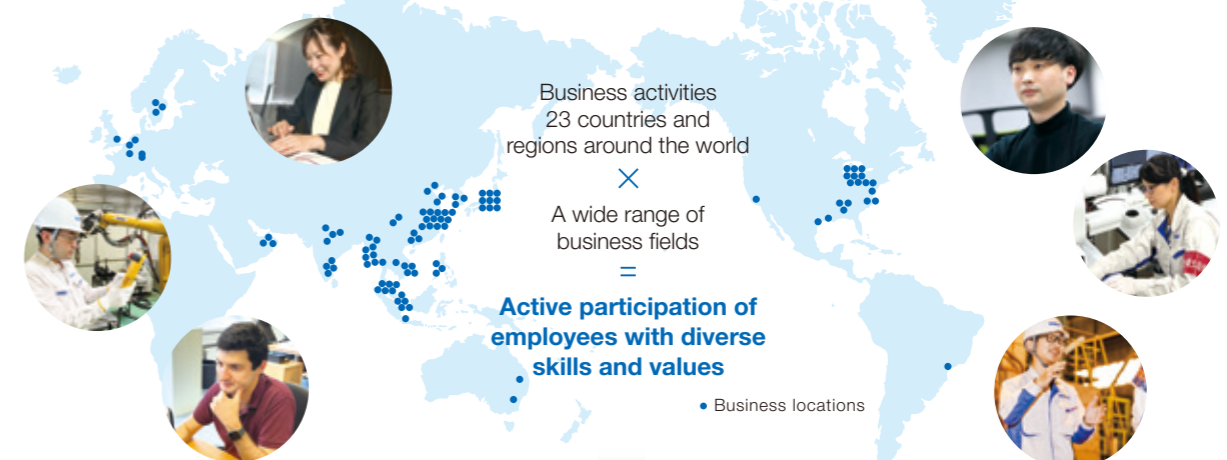 Business activities
23 countries and
regions around the world
×
A wide range of
business fields
=
Active participation of
employees with diverse
skills and values
• Business locations